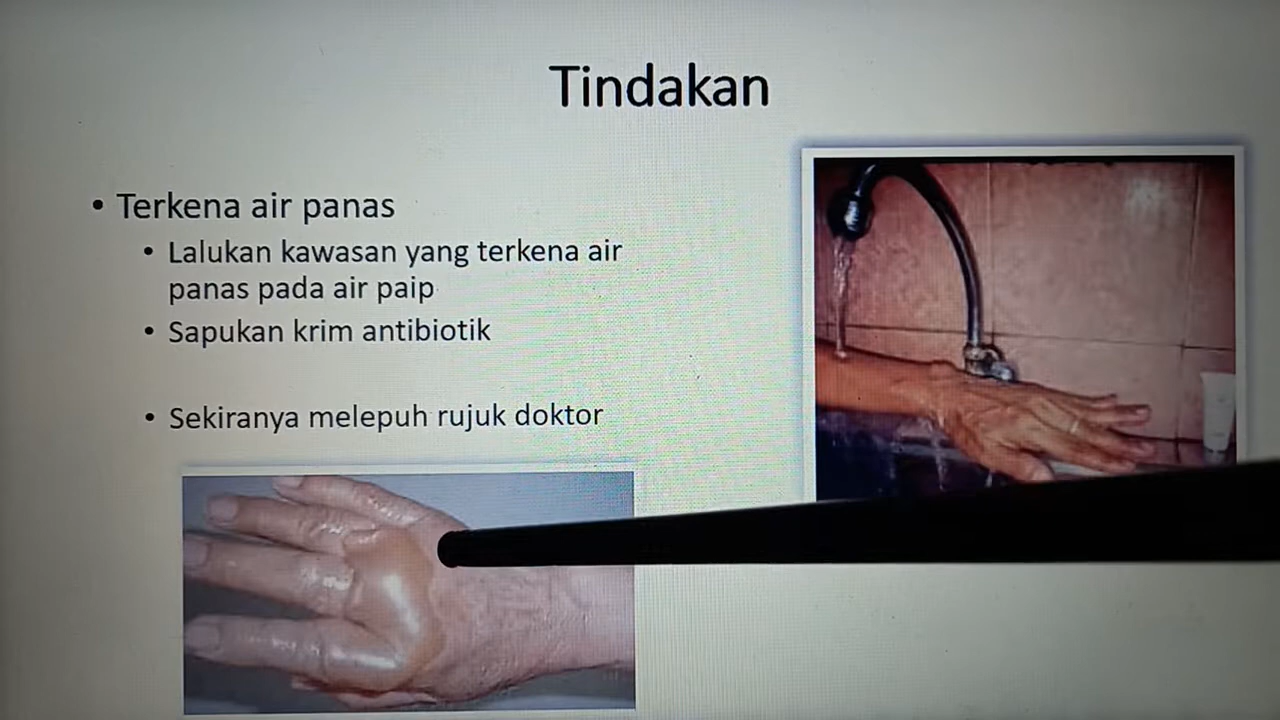 Tindakan
• Terkena air panas
• Lalukan kawasan yang terkena air
panas pada air paip
• Sapukan krim antibiotik
• Sekiranya melepuh rujuk doktor